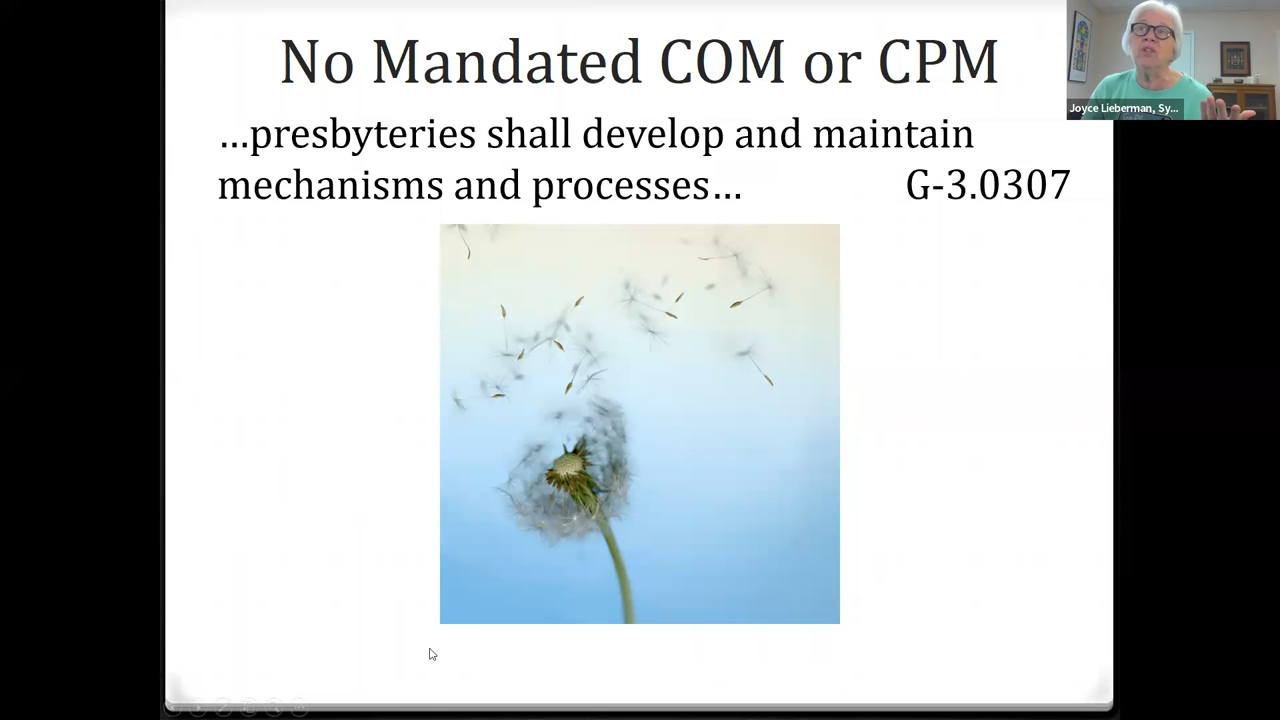 No Mandated COM or CPM
Joyce Lieberman, Sy...
...presbyteries shall develop and maintain
mechanisms and processes... G-3.0307